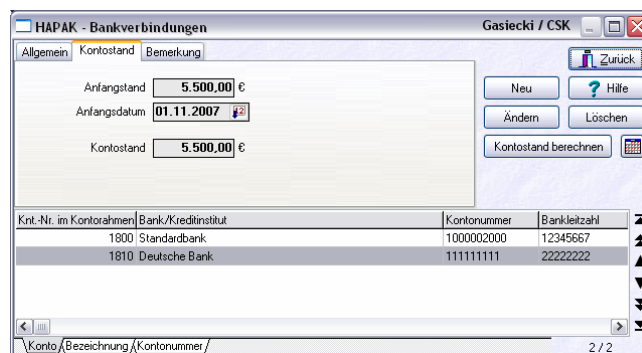 HAPAK - Bankverbindungen Gasiecki / CSK
Allgemein Kontostand Bemerkung
Zurück
Anfangstand 5.500,00 €
Neu ? Hilfe
Anfangsdatum 01.11.2007
Ändern Löschen
Kontostand 5.500,00 €
Kontostand berechnen
Knt.-Nr. im Kontorahmen Bank/Kreditinstitut Kontonummer Bankleitzahl
1800 Standardbank 1000002000 12345667
1810 Deutsche Bank 111111111 22222222
Konto Bezeichnung Kontonummer 2 / 2